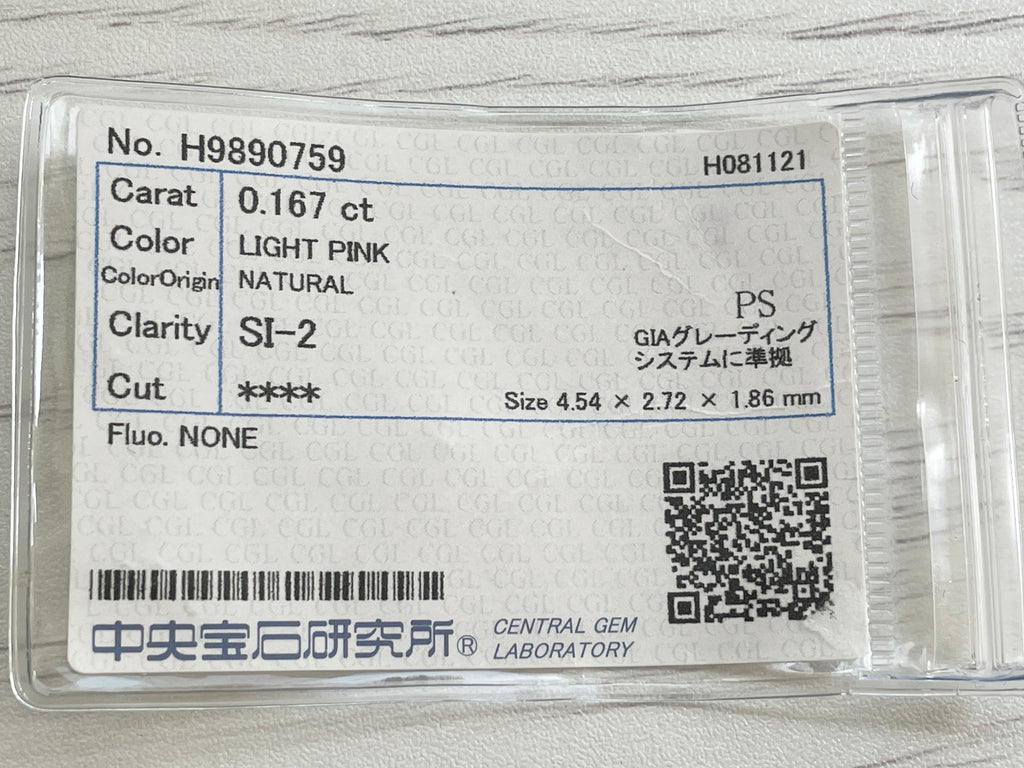 No. H9890759
H081121
Carat 0.167 ct
Color LIGHT PINK
ColorOrigin NATURAL
Clarity SI-2
PS
GIAグレーディング
システムに準拠
Cut ****
Size 4.54 × 2.72 × 1.86 mm
Fluo. NONE
中央宝石研究所® CENTRAL GEM
LABORATORY